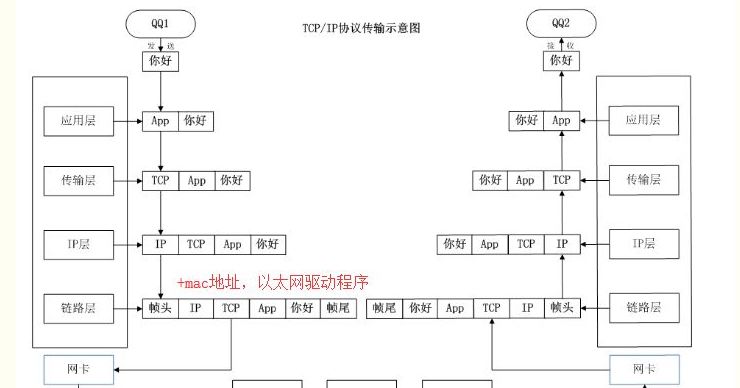 QQ1
TCP/IP协议传输示意图
QQ2
发 送
接 收
你好
你好
应用层
App 你好
你好 App
应用层
传输层
TCP App 你好
你好 App TCP
传输层
IP层
IP TCP App 你好
你好 App TCP IP
IP层
+mac地址，以太网驱动程序
链路层
帧头 IP TCP App 你好 帧尾
帧尾 你好 App TCP IP 帧头
链路层
网卡
网卡